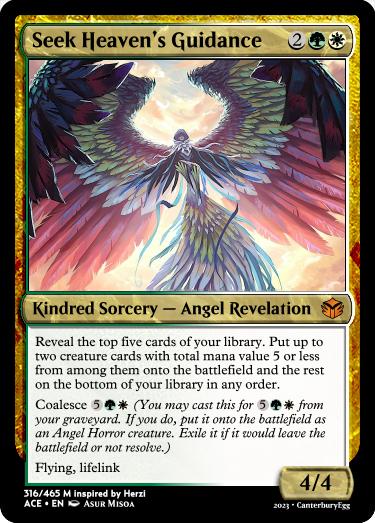 Seek Heaven's Guidance 2
Kindred Sorcery — Angel Revelation
Reveal the top five cards of your library. Put up to
two creature cards with total mana value 5 or less
from among them onto the battlefield and the rest
on the bottom of your library in any order.
Coalesce 5 (You may cast this for 5 from
your graveyard. If you do, put it onto the battlefield as
an Angel Horror creature. Exile it if it would leave the
battlefield or not resolve.)
Flying, lifelink
4/4
316/465 M inspired by Herzi
ACE • EN Asur Misoa
2023 • CanterburyEgg